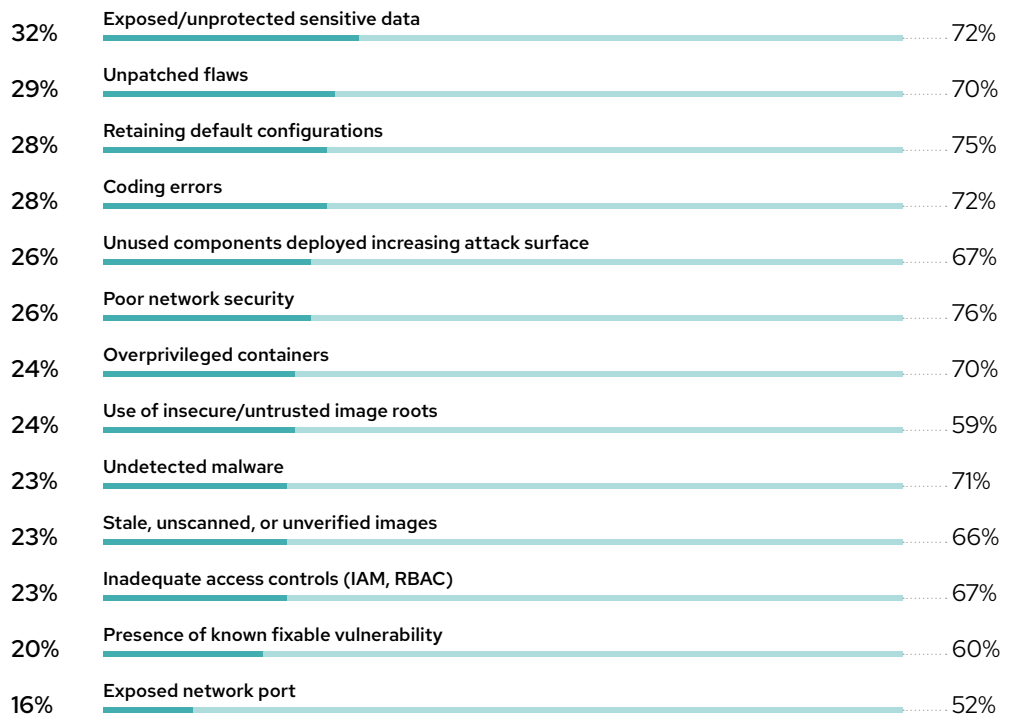 Exposed/unprotected sensitive data
32% 72%
Unpatched flaws
29% 70%
Retaining default configurations
28% 75%
Coding errors
28% 72%
Unused components deployed increasing attack surface
26% 67%
Poor network security
26% 76%
Overprivileged containers
24% 70%
Use of insecure/untrusted image roots
24% 59%
Undetected malware
23% 71%
Stale, unscanned, or unverified images
23% 66%
Inadequate access controls (IAM, RBAC)
23% 67%
Presence of known fixable vulnerability
20% 60%
Exposed network port
16% 52%